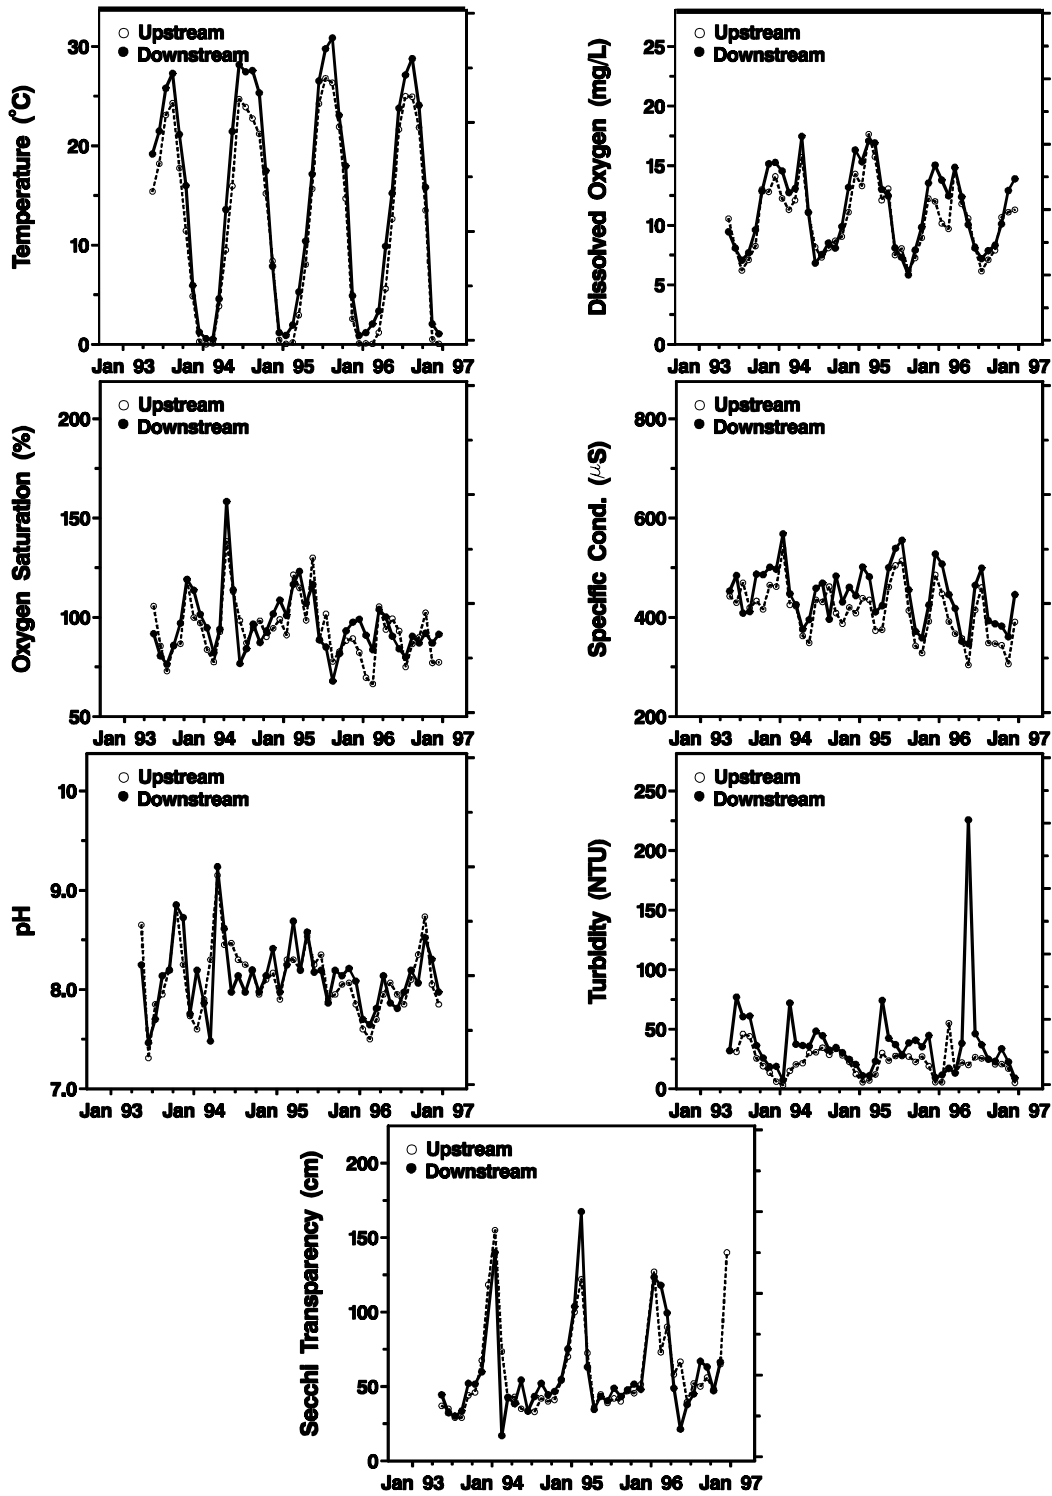 Temperature (°C)
30
20
10
0
Upstream
Downstream
Jan 93 Jan 94 Jan 95 Jan 96 Jan 97
Dissolved Oxygen (mg/L)
25
20
15
10
5
0
Upstream
Downstream
Jan 93 Jan 94 Jan 95 Jan 96 Jan 97
Oxygen Saturation (%)
200
150
100
50
Upstream
Downstream
Jan 93 Jan 94 Jan 95 Jan 96 Jan 97
Specific Cond. (μS)
800
600
400
200
Upstream
Downstream
Jan 93 Jan 94 Jan 95 Jan 96 Jan 97
pH
10
9.0
8.0
7.0
Upstream
Downstream
Jan 93 Jan 94 Jan 95 Jan 96 Jan 97
Turbidity (NTU)
250
200
150
100
50
0
Upstream
Downstream
Jan 93 Jan 94 Jan 95 Jan 96 Jan 97
Secchi Transparency (cm)
200
150
100
50
0
Upstream
Downstream
Jan 93 Jan 94 Jan 95 Jan 96 Jan 97